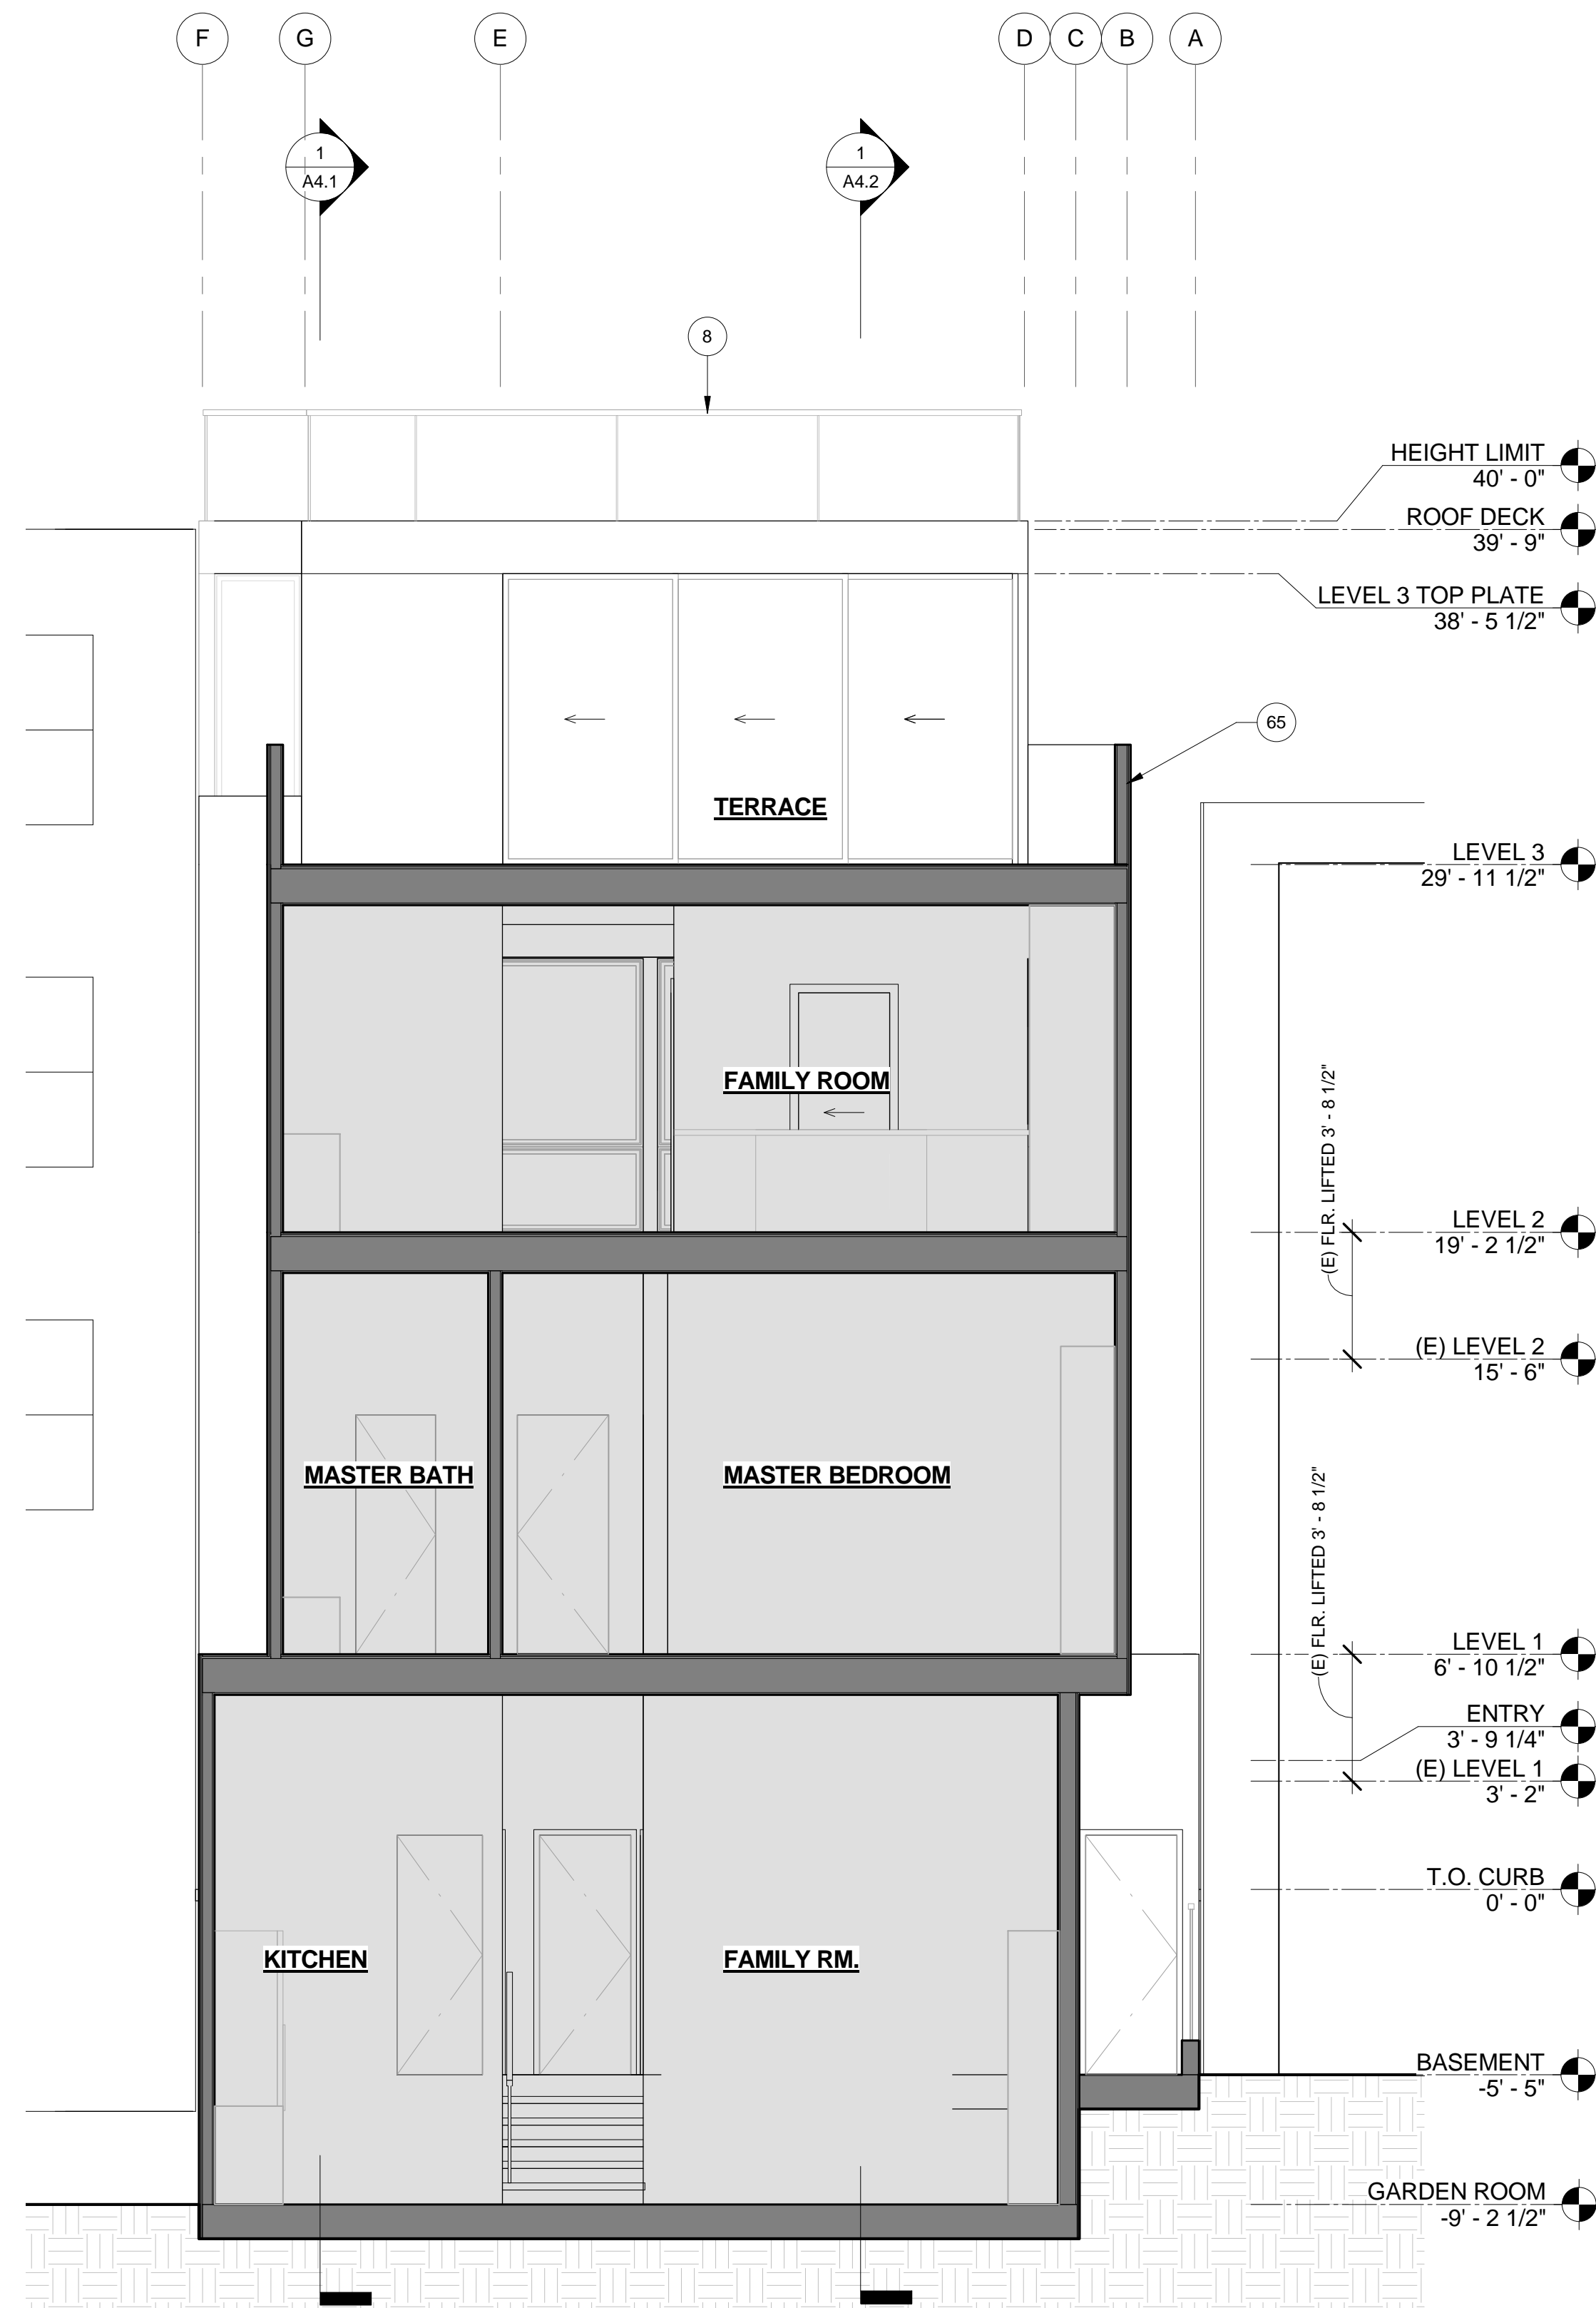 F
G
E
D
C
B
A
1
A4.1
1
A4.2
8
HEIGHT LIMIT
40' - 0"
ROOF DECK
39' - 9"
LEVEL 3 TOP PLATE
38' - 5 1/2"
65
TERRACE
LEVEL 3
29' - 11 1/2"
FAMILY ROOM
(E) FLR. LIFTED 3' - 8 1/2"
LEVEL 2
19' - 2 1/2"
(E) LEVEL 2
15' - 6"
MASTER BATH
MASTER BEDROOM
(E) FLR. LIFTED 3' - 8 1/2"
LEVEL 1
6' - 10 1/2"
ENTRY
3' - 9 1/4"
(E) LEVEL 1
3' - 2"
T.O. CURB
0' - 0"
KITCHEN
FAMILY RM.
BASEMENT
-5' - 5"
GARDEN ROOM
-9' - 2 1/2"